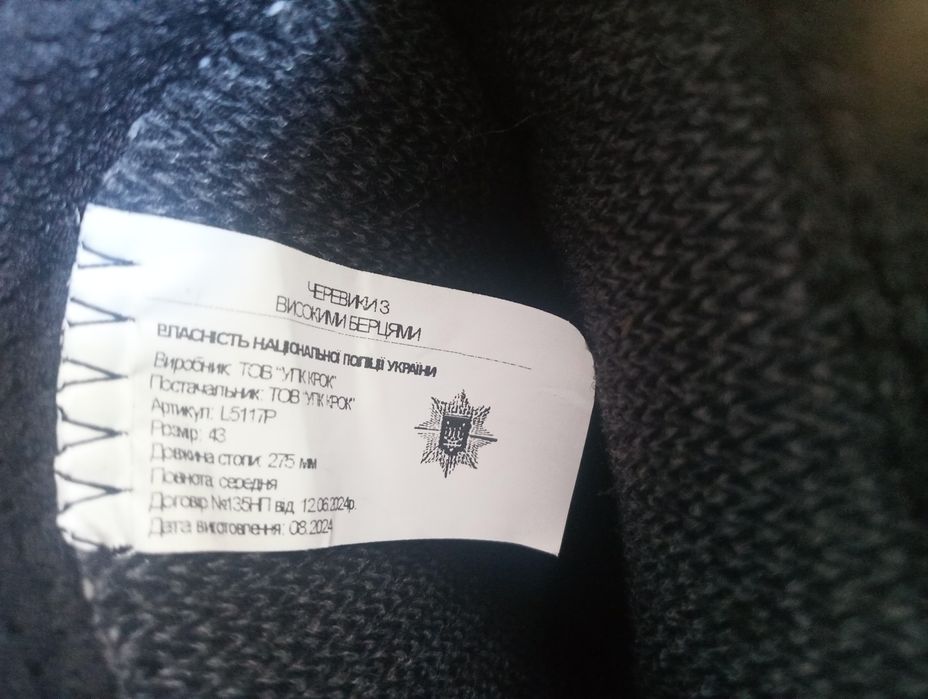 ЧЕРЕВИКИ З
ВИСОКИМИ БЕРЦЯМИ
ВЛАСНІСТЬ НАЦІОНАЛЬНОЇ ПОЛІЦІЇ УКРАЇНИ
Виробник: ТОВ "УПК КРОК"
Постачальник: ТОВ "УПК КРОК"
Артикул: L5117P
Розмір: 43
Довжина стопи: 275 мм
Повнота: середня
Договір №135НП від 12.06.2024р.
Дата виготовлення: 08.2024